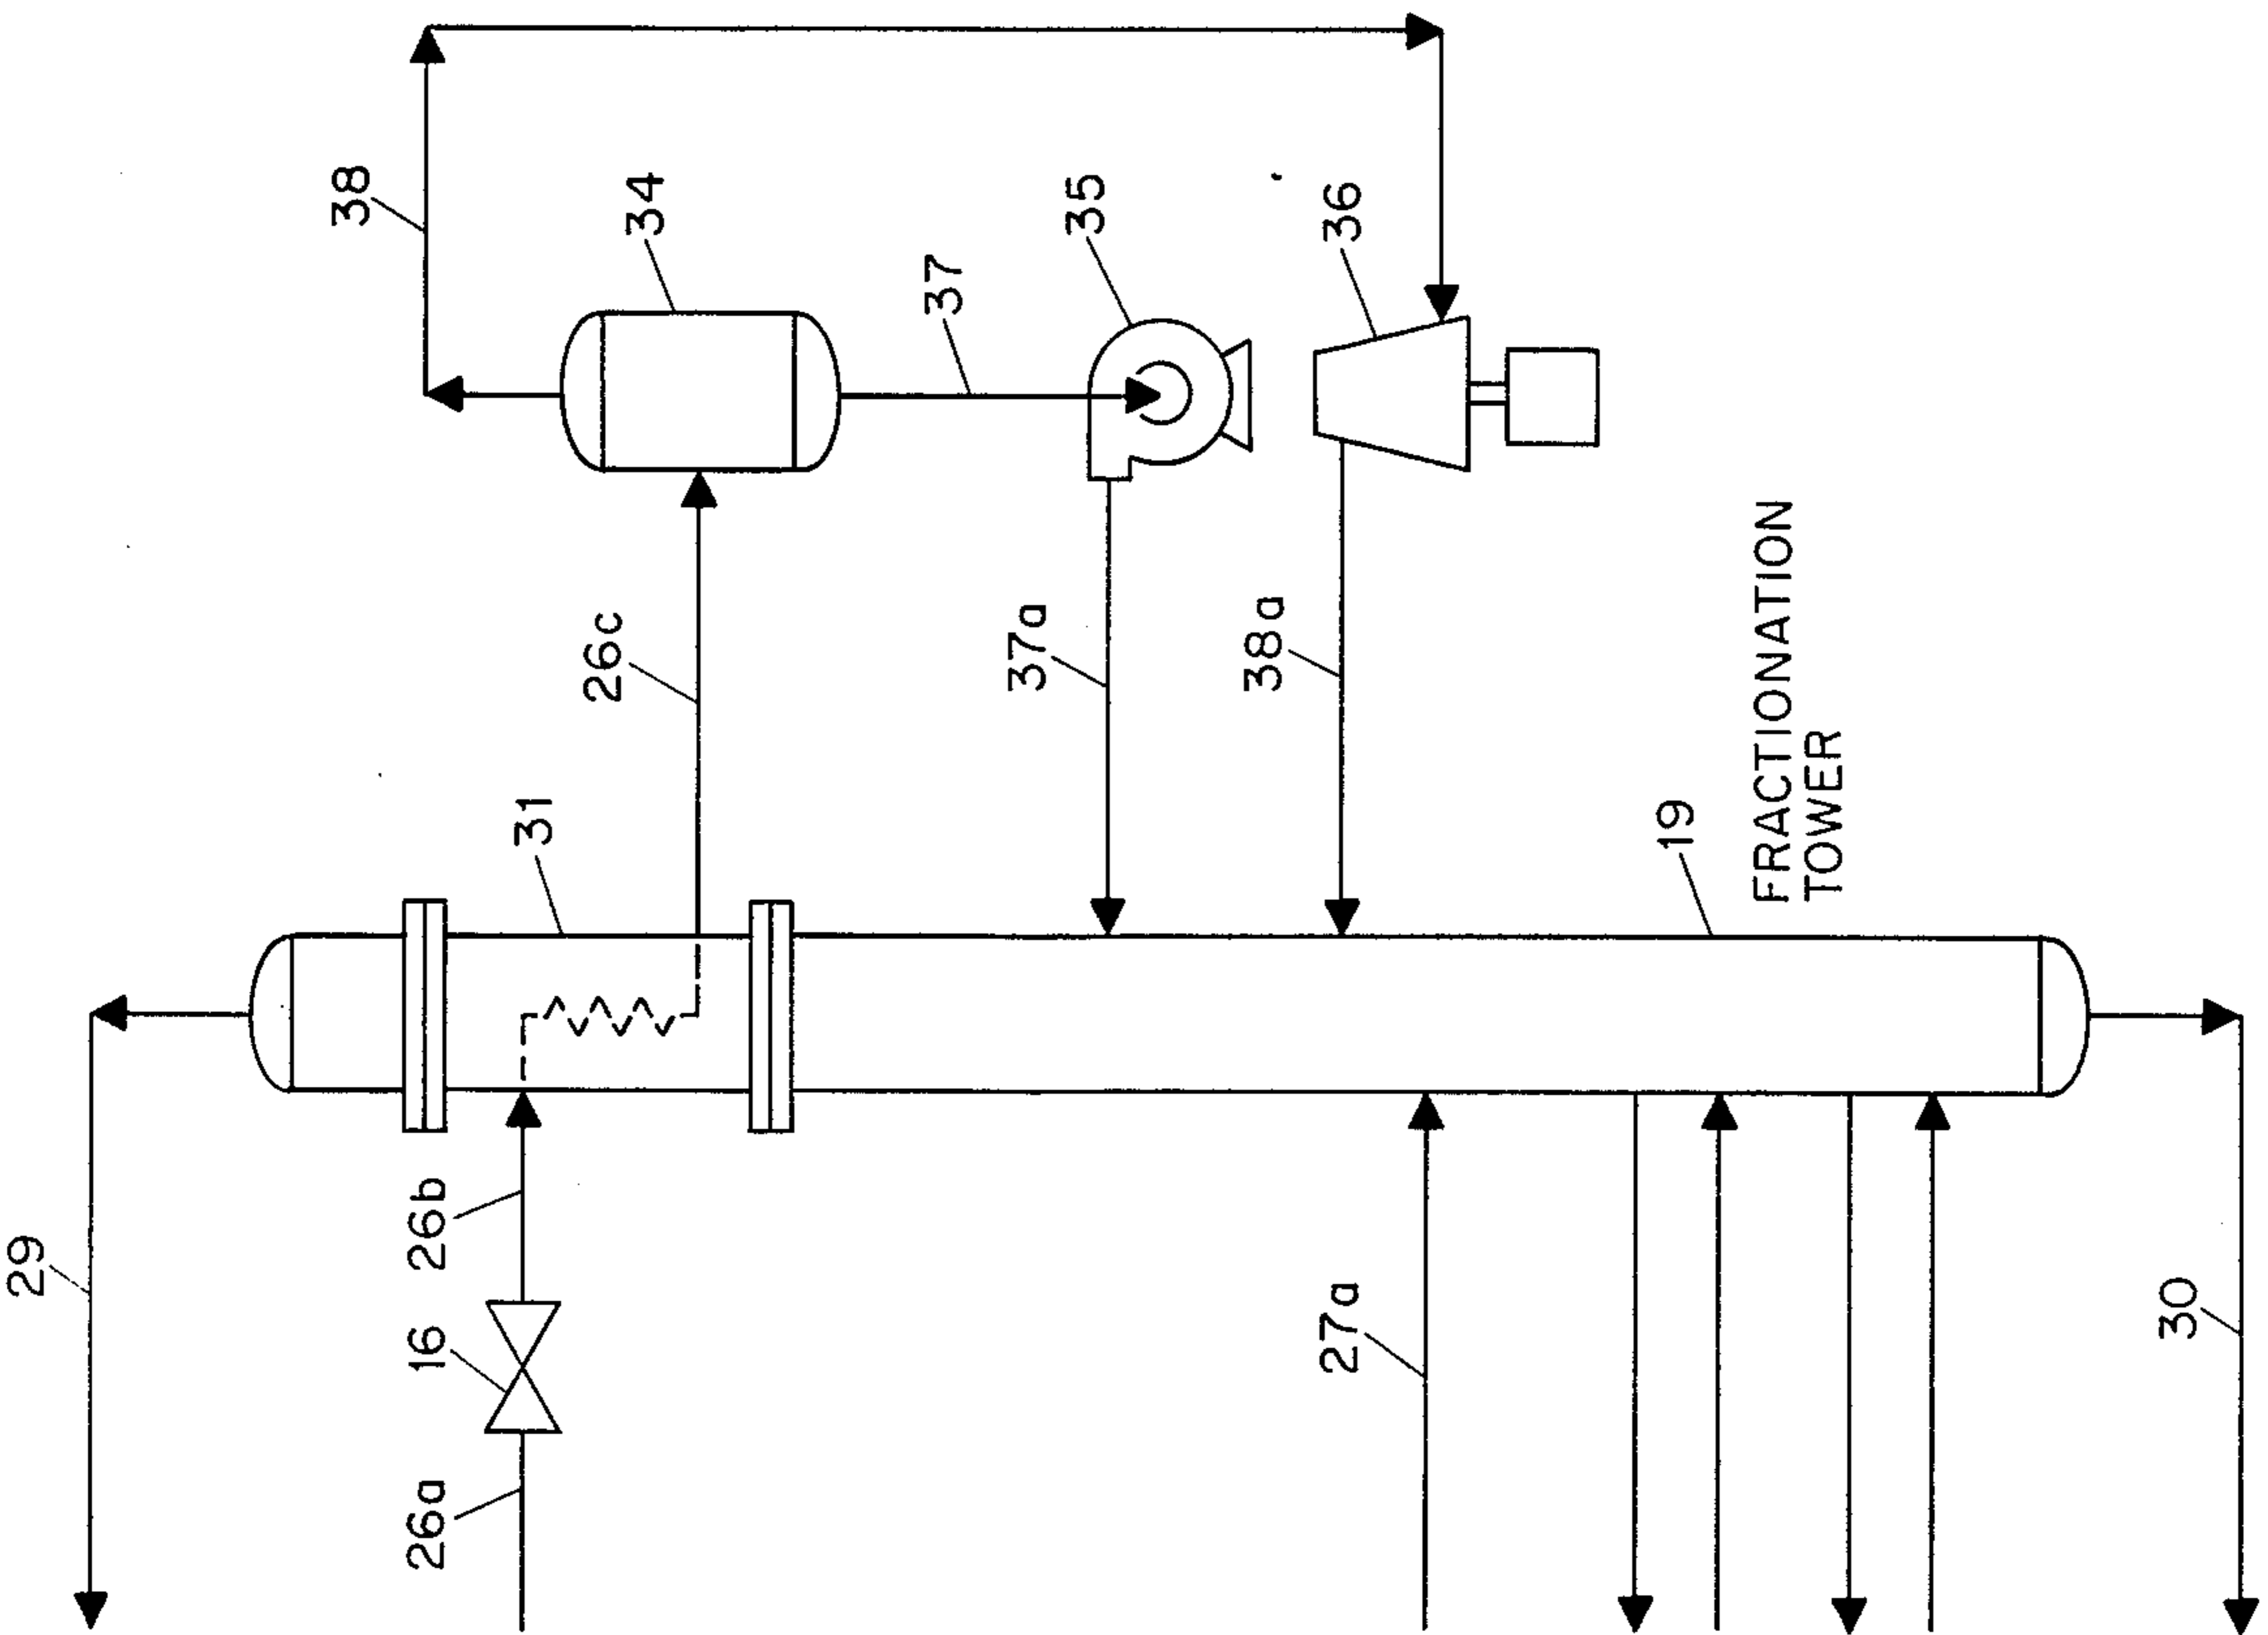 29
26a
16
26b
31
26c
38
34
37
35
37a
36
38a
27a
19
FRACTIONATION
TOWER
30